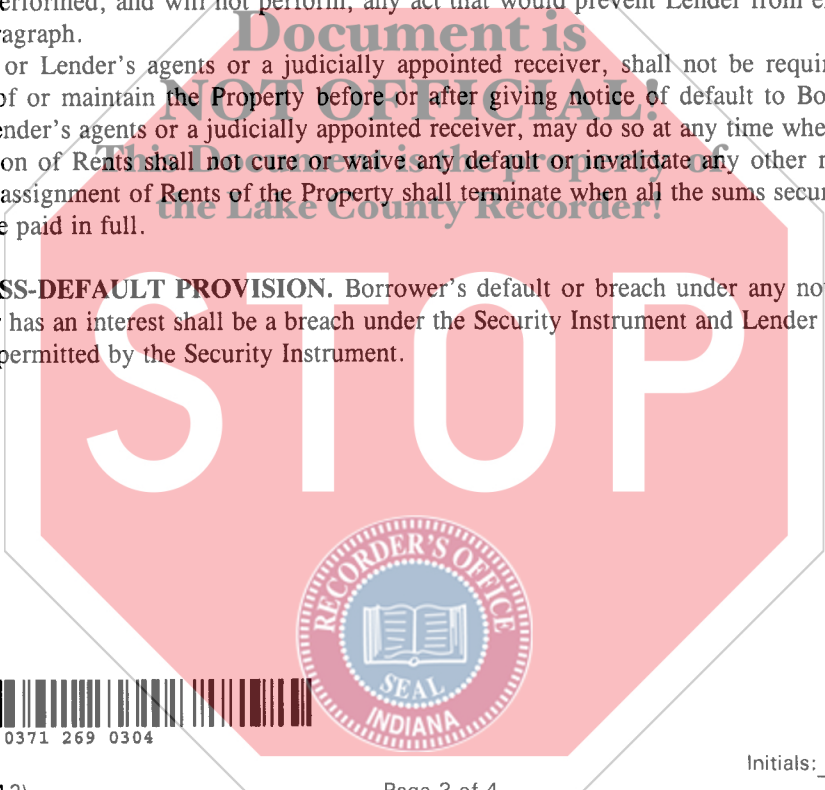 erformed, and will not perform, any act that would prevent Lender from e
Document is
ragraph.
or Lender's agents or a judicially appointed receiver, shall not be requi
NOT OFFICIAL!
of or maintain the Property before or after giving notice of default to Bo
ender's agents or a judicially appointed receiver, may do so at any time whe
This Document is the property of
on of Rents shall not cure or waive any default or invalidate any other r
assignment of Rents of the Property shall terminate when all the sums secur
the Lake County Recorder!
e paid in full.
SS-DEFAULT PROVISION. Borrower's default or breach under any no
has an interest shall be a breach under the Security Instrument and Lender
permitted by the Security Instrument.
STOP
RECORDER'S OFFICE
SEAL
INDIANA
0371 269 0304
Initials:
Page 3 of 4